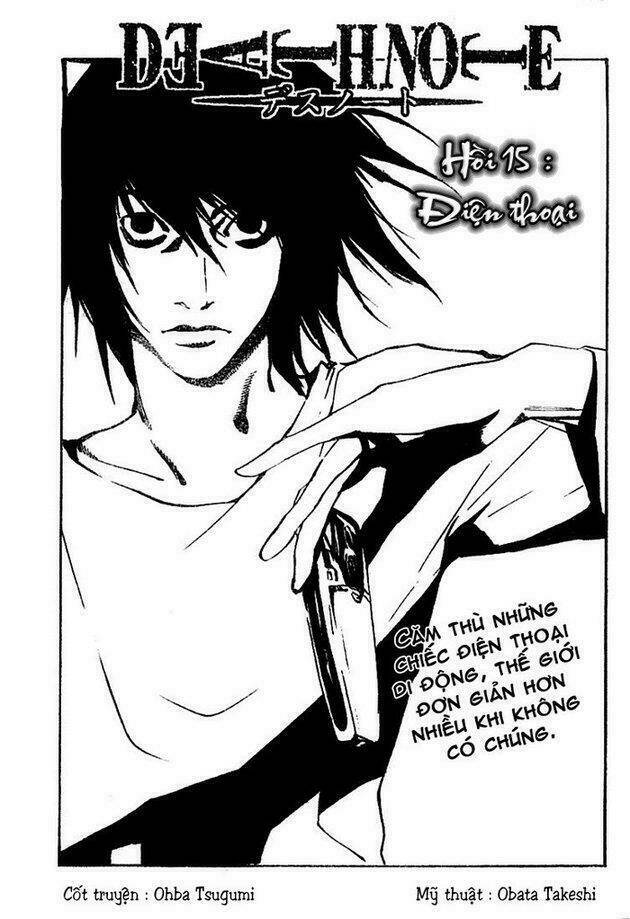 DEATH NOTE
デスノート
Hồi 15 :
Điện thoại
CĂM THÙ NHỮNG
CHIẾC ĐIỆN THOẠI
DI ĐỘNG, THẾ GIỚI
ĐƠN GIẢN HƠN
NHIỀU KHI KHÔNG
CÓ CHÚNG.
Cốt truyện : Ohba Tsugumi
Mỹ thuật : Obata Takeshi